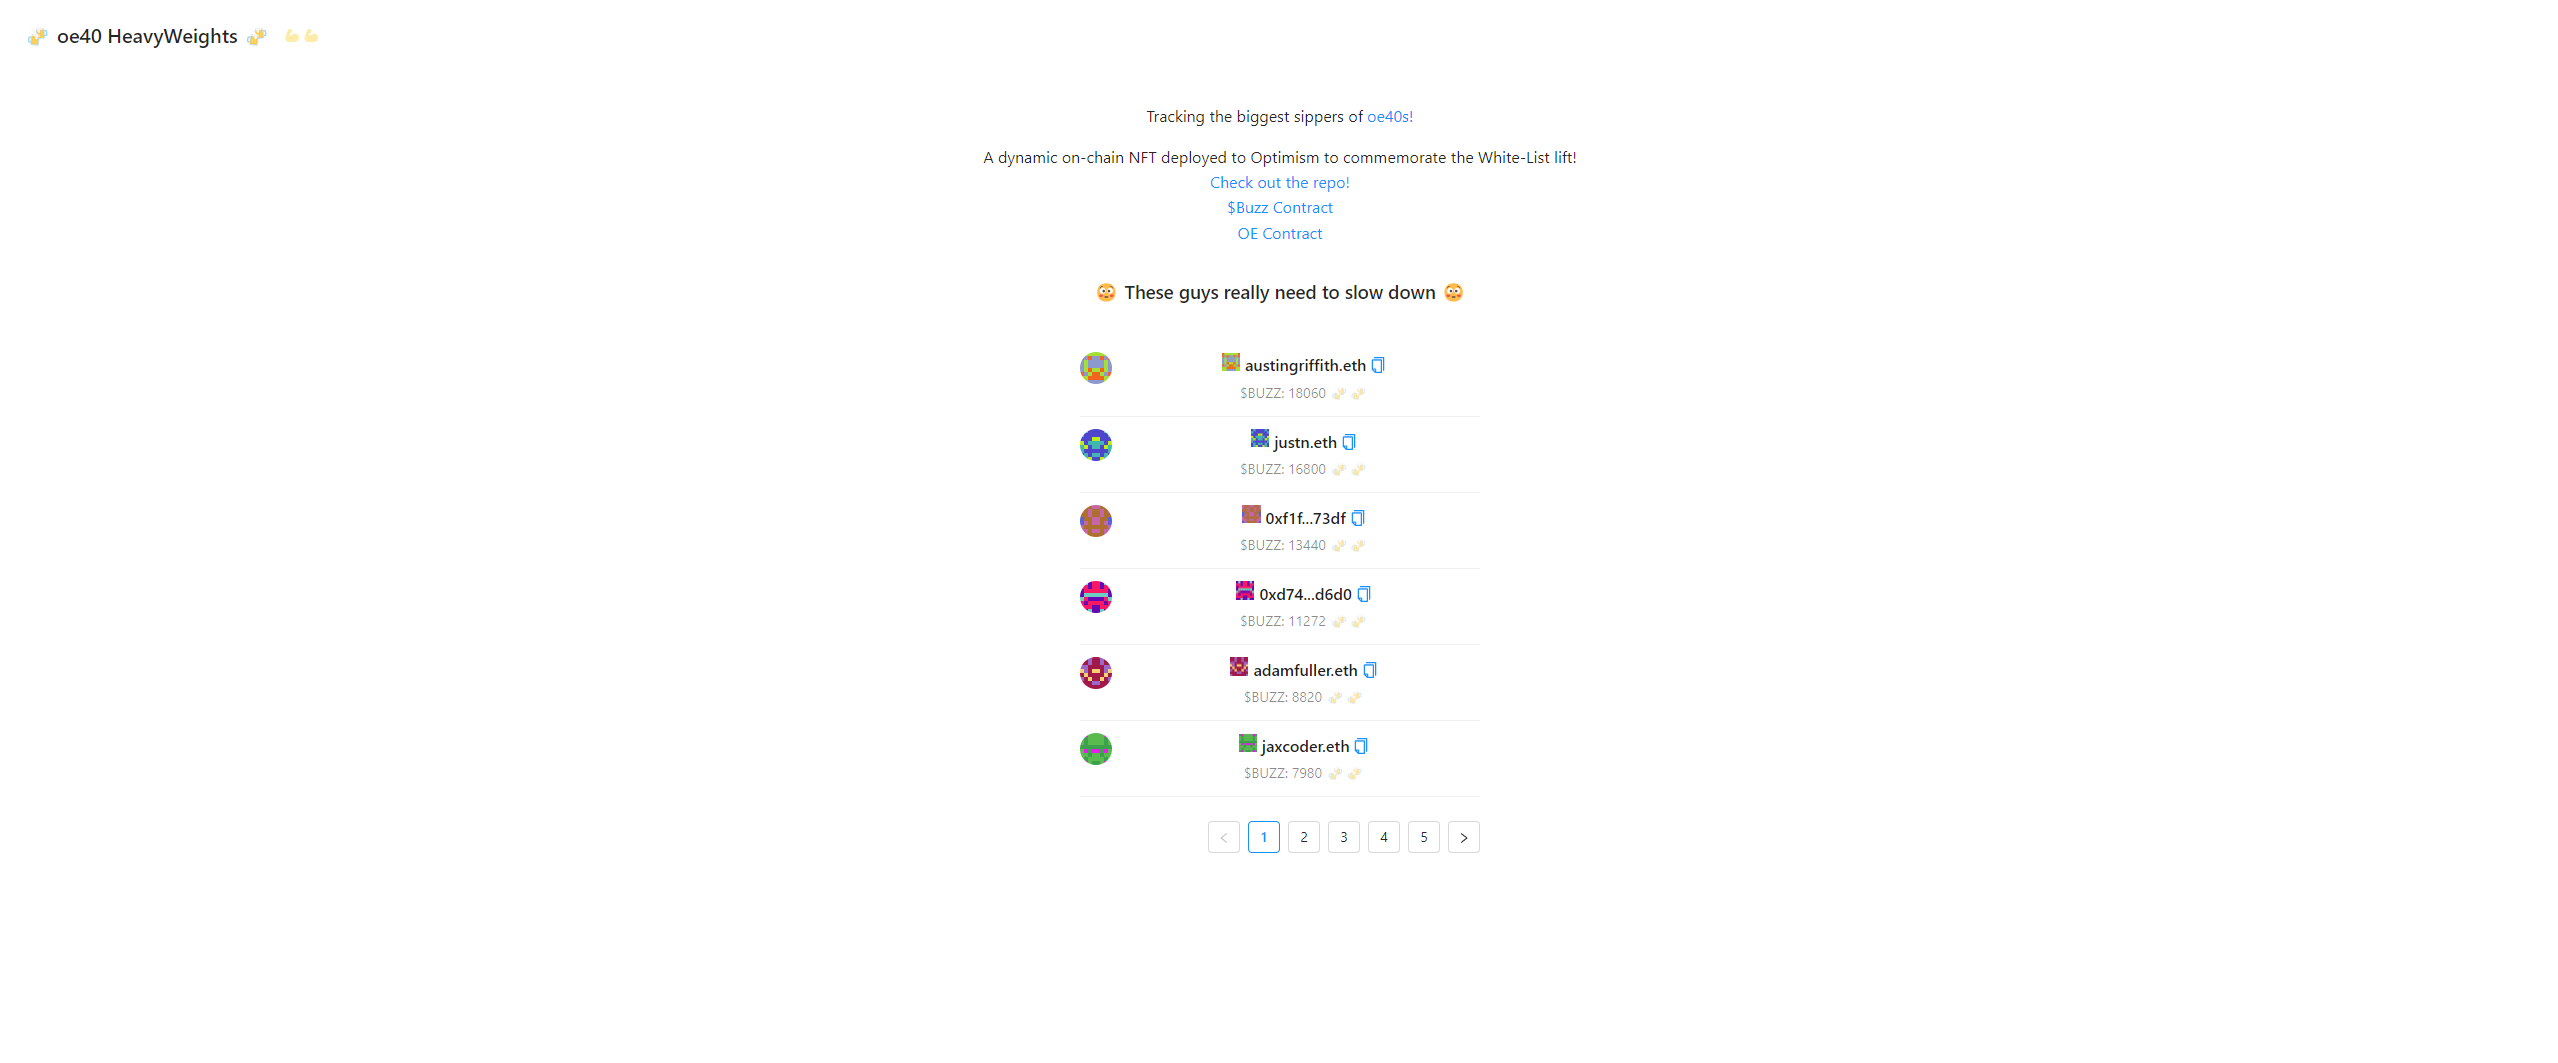 🍻 oe40 HeavyWeights 🍻 💪💪
Tracking the biggest sippers of oe40s!
A dynamic on-chain NFT deployed to Optimism to commemorate the White-List lift!
Check out the repo!
$Buzz Contract
OE Contract
😳 These guys really need to slow down 😳
austingriffith.eth
$BUZZ: 18060 🍻 🍻
justn.eth
$BUZZ: 16800 🍻 🍻
0xf1f...73df
$BUZZ: 13440 🍻 🍻
0xd74...d6d0
$BUZZ: 11272 🍻 🍻
adamfuller.eth
$BUZZ: 8820 🍻 🍻
jaxcoder.eth
$BUZZ: 7980 🍻 🍻
< 1 2 3 4 5 >